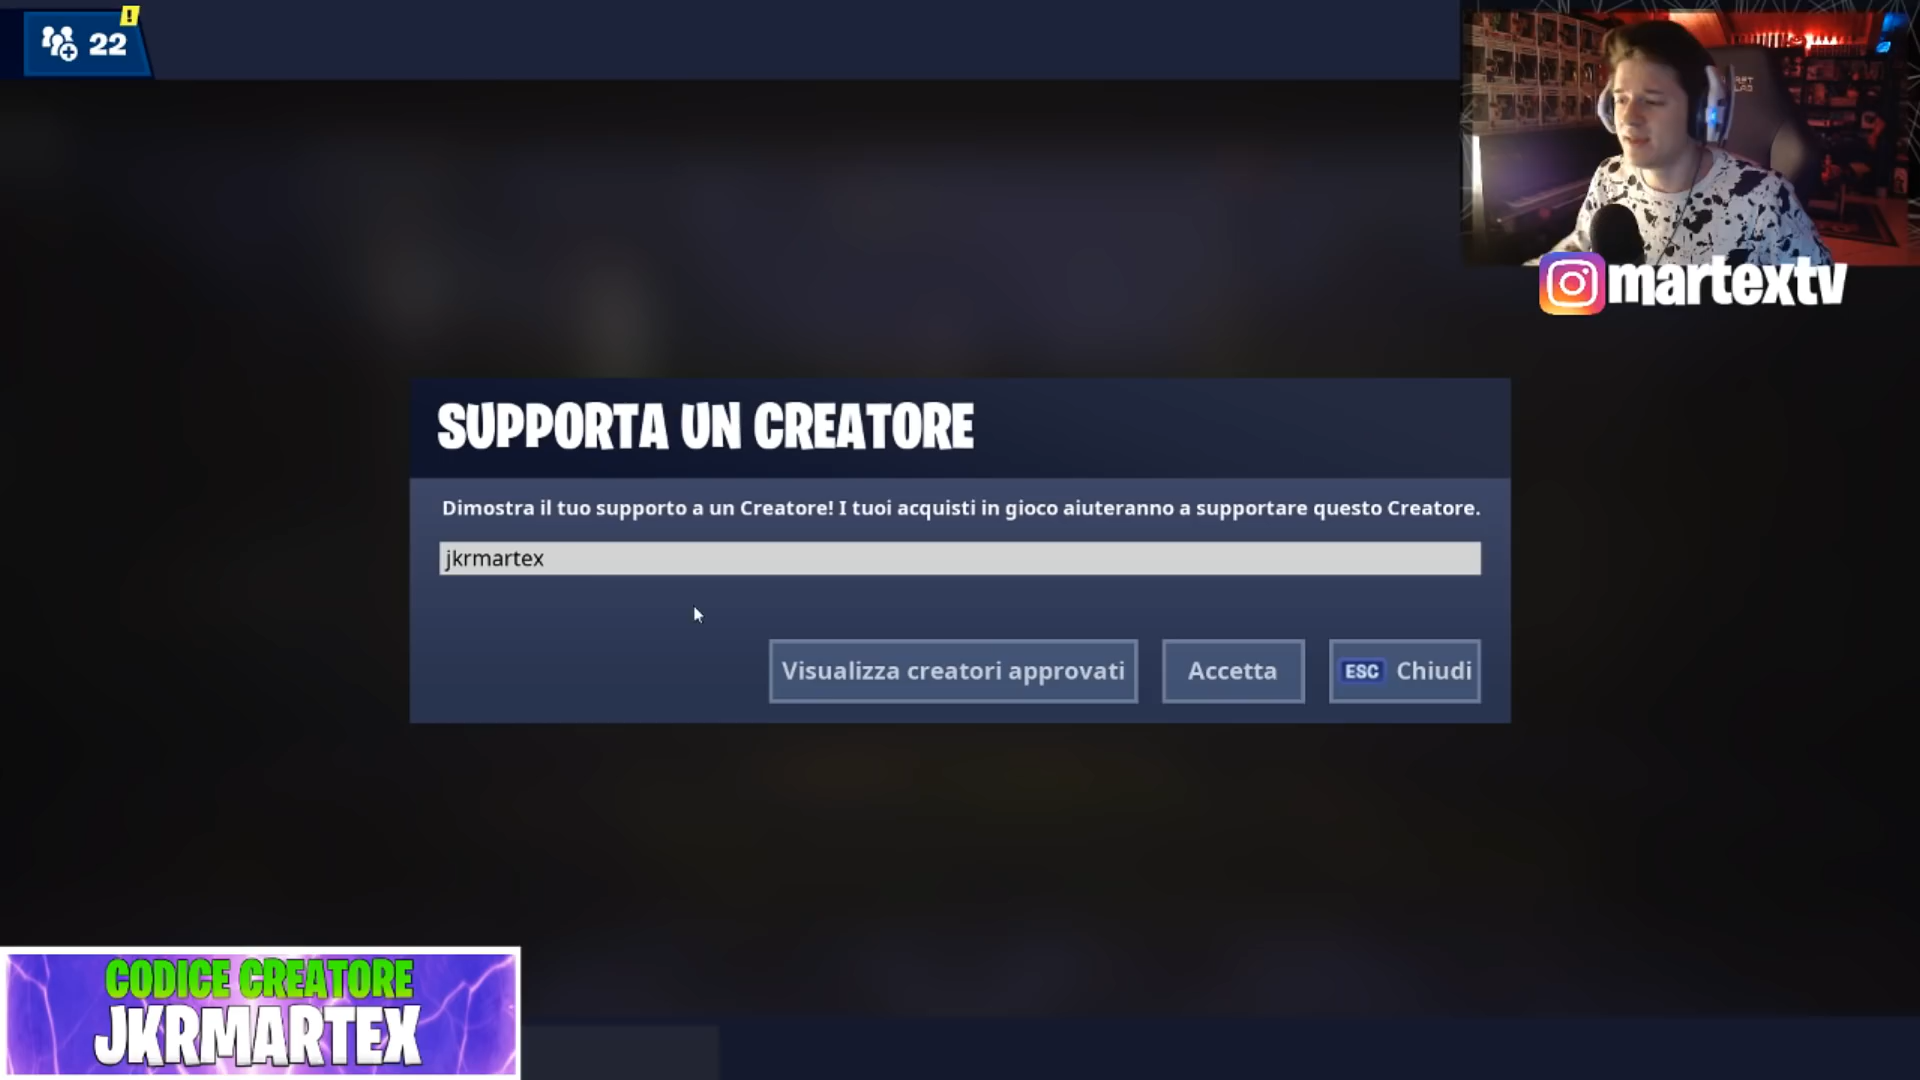 !
22
martextv
SUPPORTA UN CREATORE
Dimostra il tuo supporto a un Creatore! I tuoi acquisti in gioco aiuteranno a supportare questo Creatore.
jkrmartex
Visualizza creatori approvati
Accetta
ESC Chiudi
CODICE CREATORE
JKRMARTEX